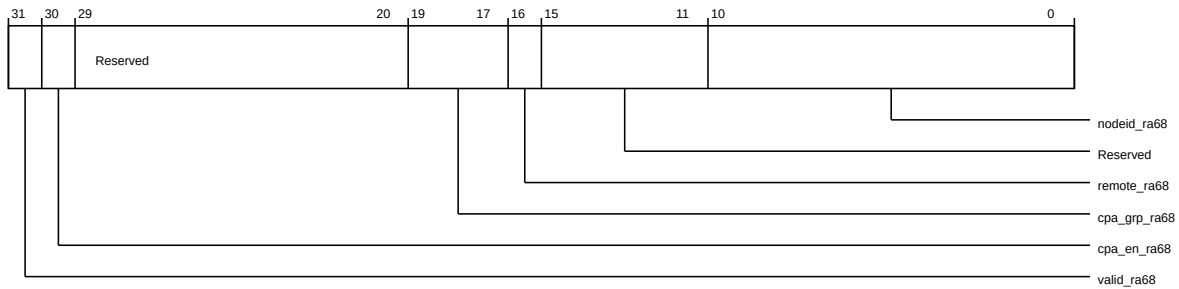 31 30 29 20 19 17 16 15 11 10 0
Reserved
nodeid_ra68
Reserved
remote_ra68
cpa_grp_ra68
cpa_en_ra68
valid_ra68